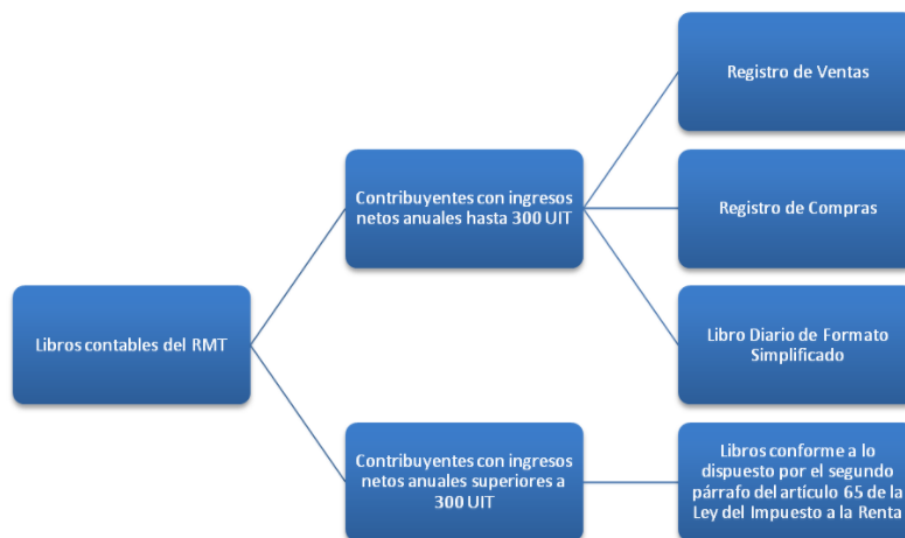 Registro de Ventas
Contribuyentes con ingresos
netos anuales hasta 300 UIT
Registro de Compras
Libros contables del RMT
Libro Diario de Formato
Simplificado
Contribuyentes con ingresos
netos anuales superiores a
300 UIT
Libros conforme a lo
dispuesto por el segundo
párrafo del artículo 65 de la
Ley del Impuesto a la Renta